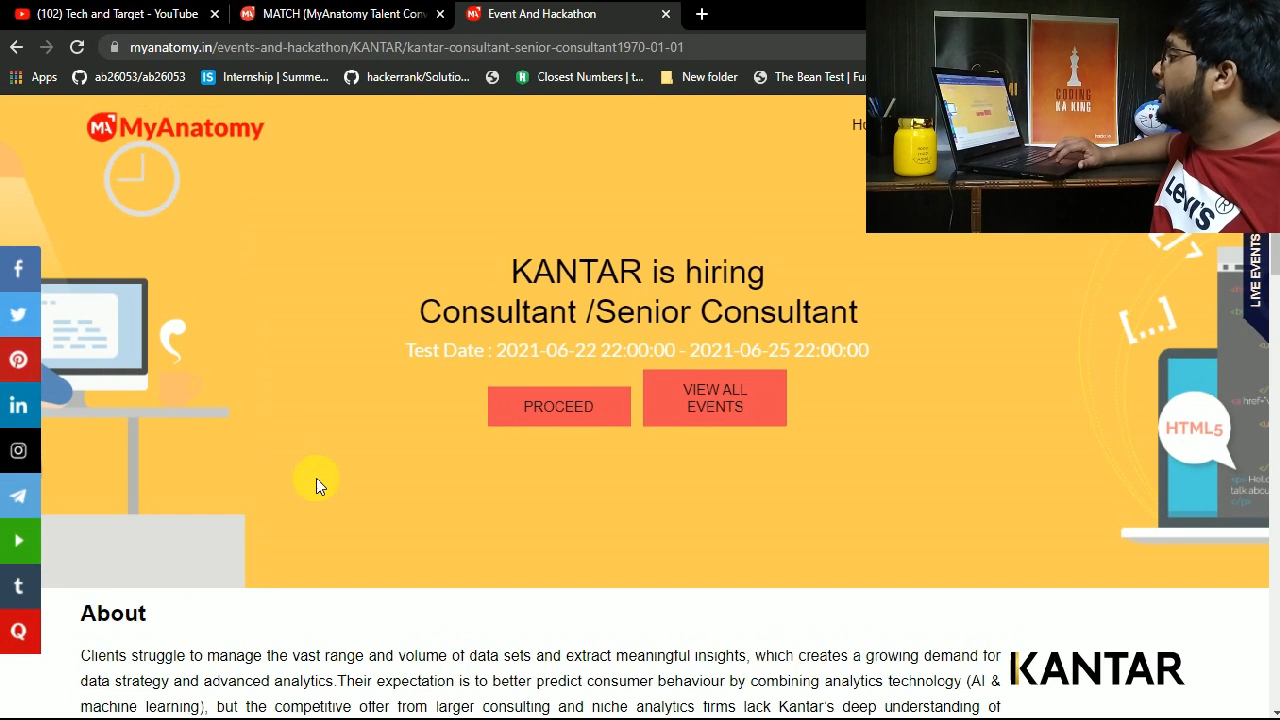 (102) Tech and Target - YouTube
MATCH (MyAnatomy Talent Con
Event And Hackathon
myanatomy.in/events-and-hackathon/KANTAR/kantar-consultant-senior-consultant1970-01-01
Apps
ab26053/ab26053
Internship | Summe...
hackerrank/Solutio...
Closest Numbers | t...
New folder
The Bean Test | Fu
CODING
KA KING
LEVI'S
MyAnatomy
Ho
LIVE EVENTS
KANTAR is hiring
Consultant /Senior Consultant
Test Date : 2021-06-22 22:00:00 - 2021-06-25 22:00:00
PROCEED
VIEW ALL
EVENTS
</>
[...]
HTML5
About
Clients struggle to manage the vast range and volume of data sets and extract meaningful insights, which creates a growing demand for
data strategy and advanced analytics.Their expectation is to better predict consumer behaviour by combining analytics technology (AI &
machine learning), but the competitive offer from larger consulting and niche analytics firms lack Kantar's deep understanding of
KANTAR